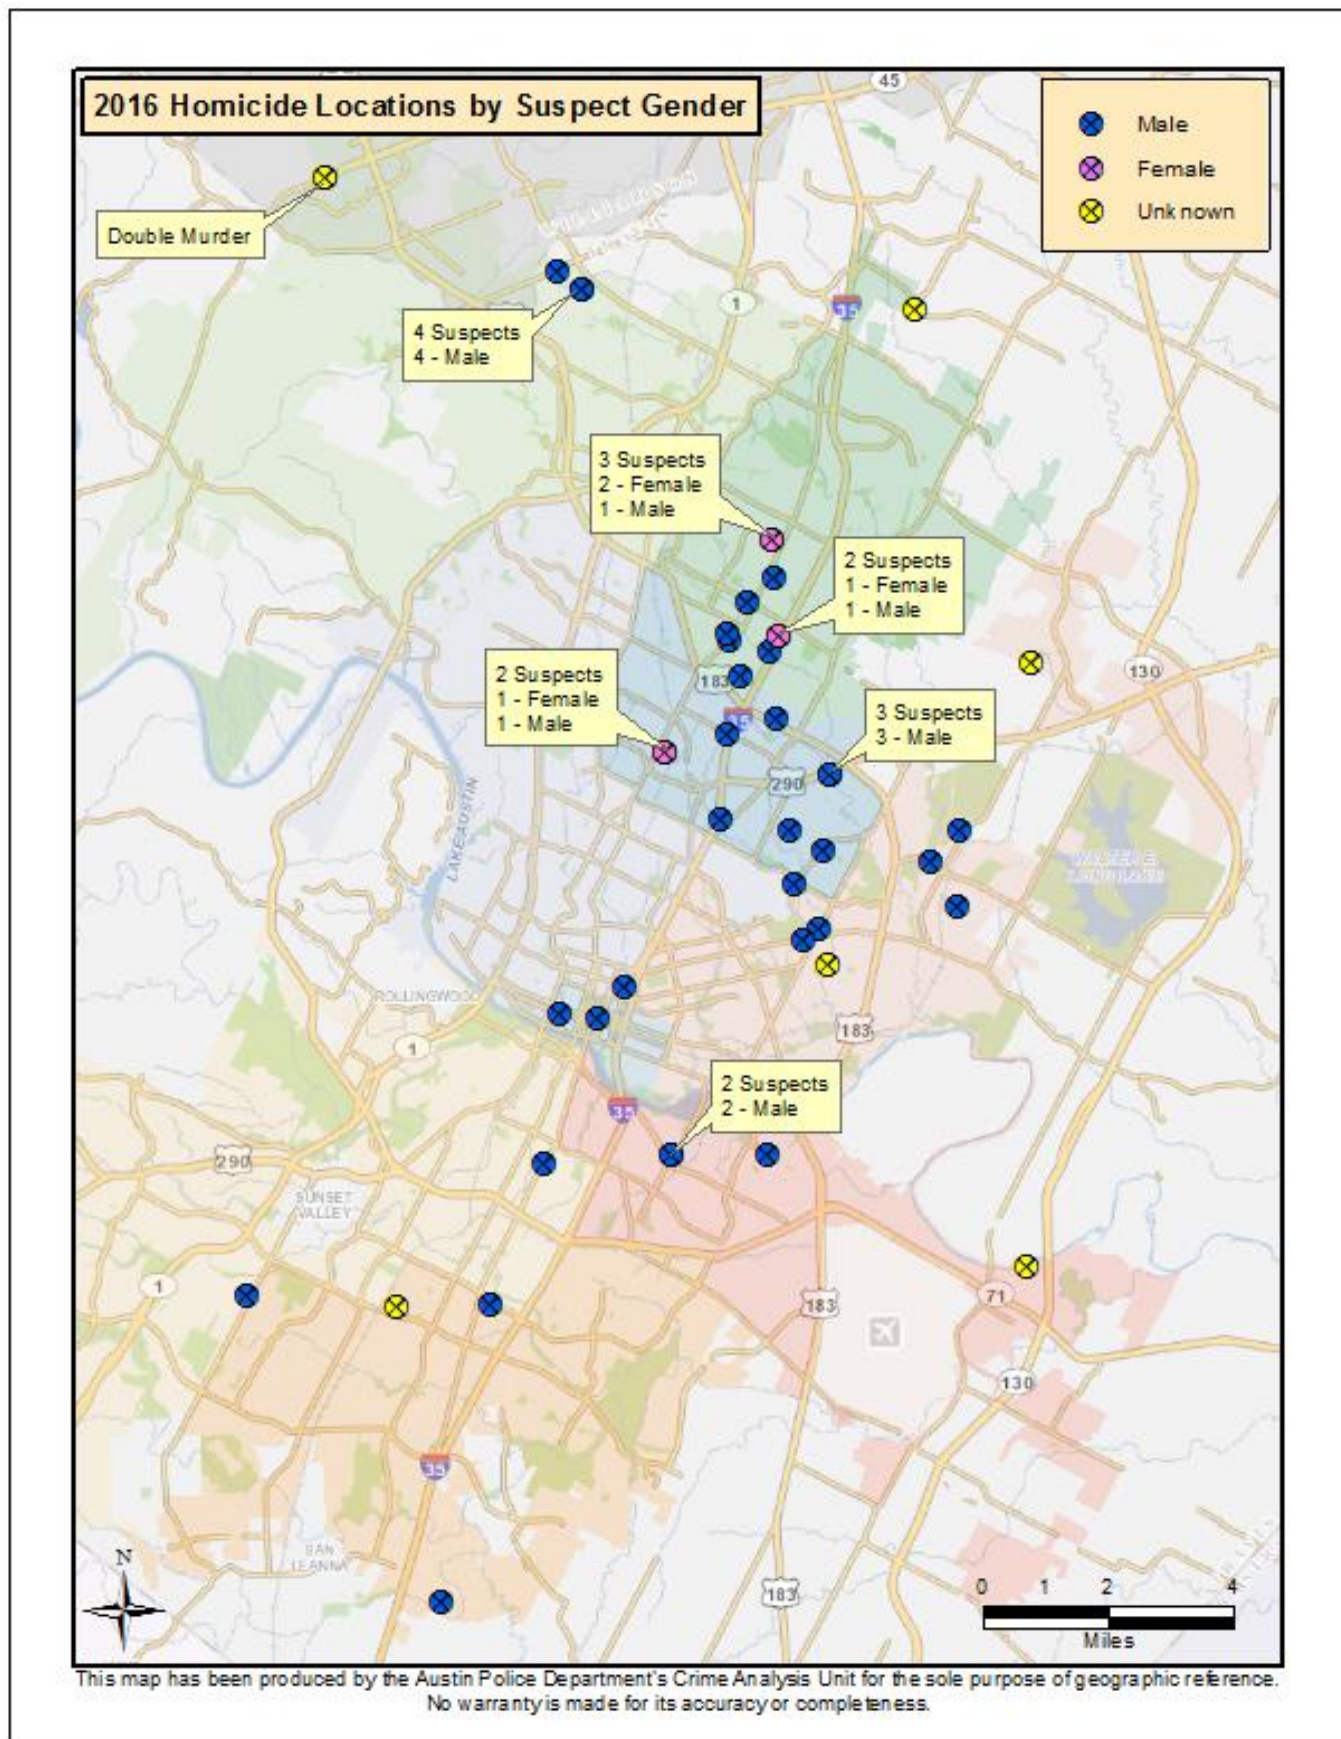 2016 Homicide Locations by Suspect Gender
45
Male
Female
Unknown
Double Murder
1
35
4 Suspects
4 - Male
3 Suspects
2 - Female
1 - Male
2 Suspects
1 - Female
1 - Male
130
2 Suspects
1 - Female
1 - Male
183
35
3 Suspects
3 - Male
290
LAKE AUSTIN
WALTER E
ROLLINGWOOD
1
183
2 Suspects
2 - Male
35
290
SUNSET
VALLEY
1
183
71
130
35
SAN
LEANNA
N
183
0 1 2 4
Miles
This map has been produced by the Austin Police Department's Crime Analysis Unit for the sole purpose of geographic reference.
No warranty is made for its accuracy or completeness.